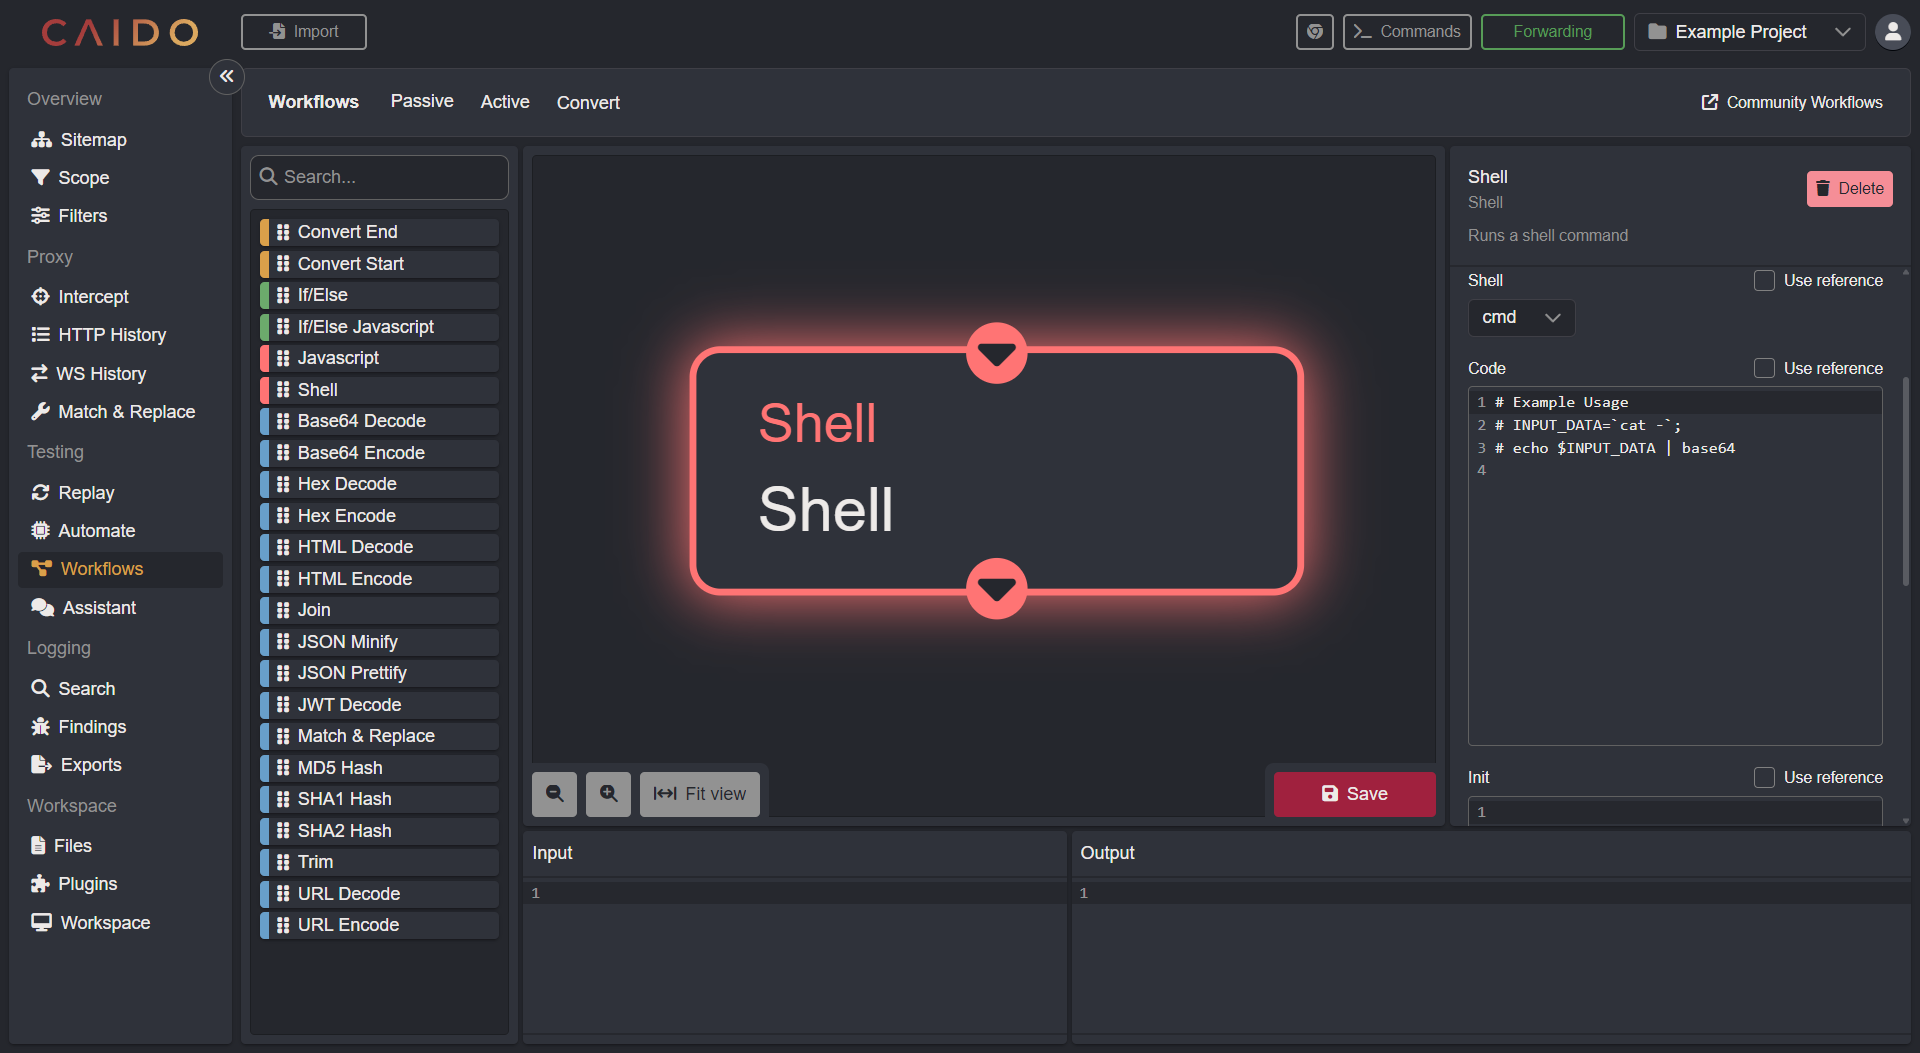 CAIDO
Import
Commands
Forwarding
Example Project
Overview
Sitemap
Scope
Filters
Proxy
Intercept
HTTP History
WS History
Match & Replace
Testing
Replay
Automate
Workflows
Assistant
Logging
Search
Findings
Exports
Workspace
Files
Plugins
Workspace
Workflows
Passive
Active
Convert
Community Workflows
Search...
Convert End
Convert Start
If/Else
If/Else Javascript
Javascript
Shell
Base64 Decode
Base64 Encode
Hex Decode
Hex Encode
HTML Decode
HTML Encode
Join
JSON Minify
JSON Prettify
JWT Decode
Match & Replace
MD5 Hash
SHA1 Hash
SHA2 Hash
Trim
URL Decode
URL Encode
Shell
Shell
Fit view
Save
Shell
Shell
Delete
Runs a shell command
Shell
Use reference
cmd
Code
Use reference
1 # Example Usage
2 # INPUT_DATA=`cat -`;
3 # echo $INPUT_DATA | base64
4
Init
Use reference
1
Input
1
Output
1